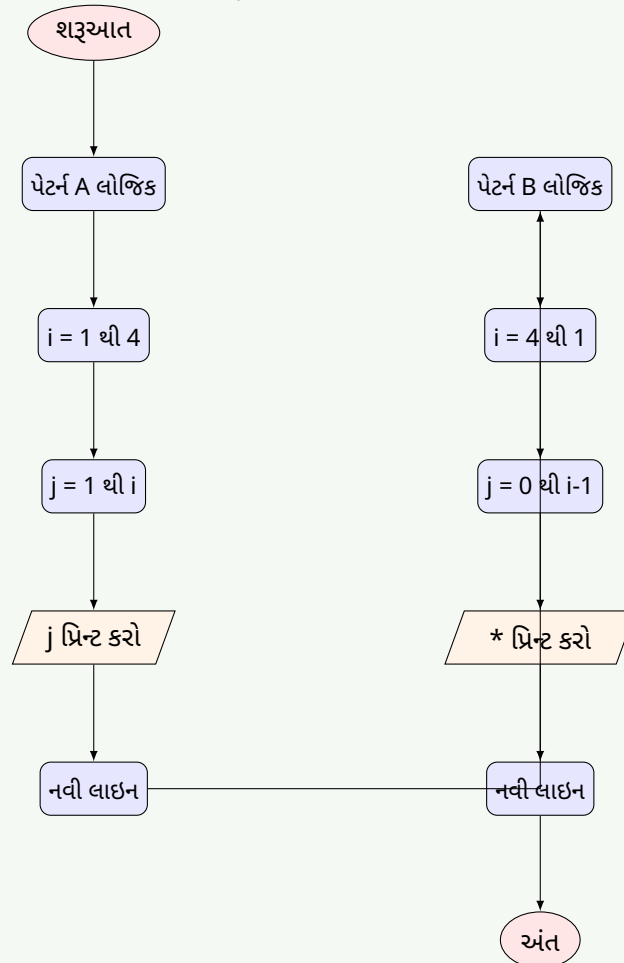 શરૂઆત
પેટર્ન A લોજિક
i = 1 થી 4
j = 1 થી i
j પ્રિન્ટ કરો
નવી લાઇન
પેટર્ન B લોજિક
i = 4 થી 1
j = 0 થી i-1
* પ્રિન્ટ કરો
નવી લાઇન
અંત